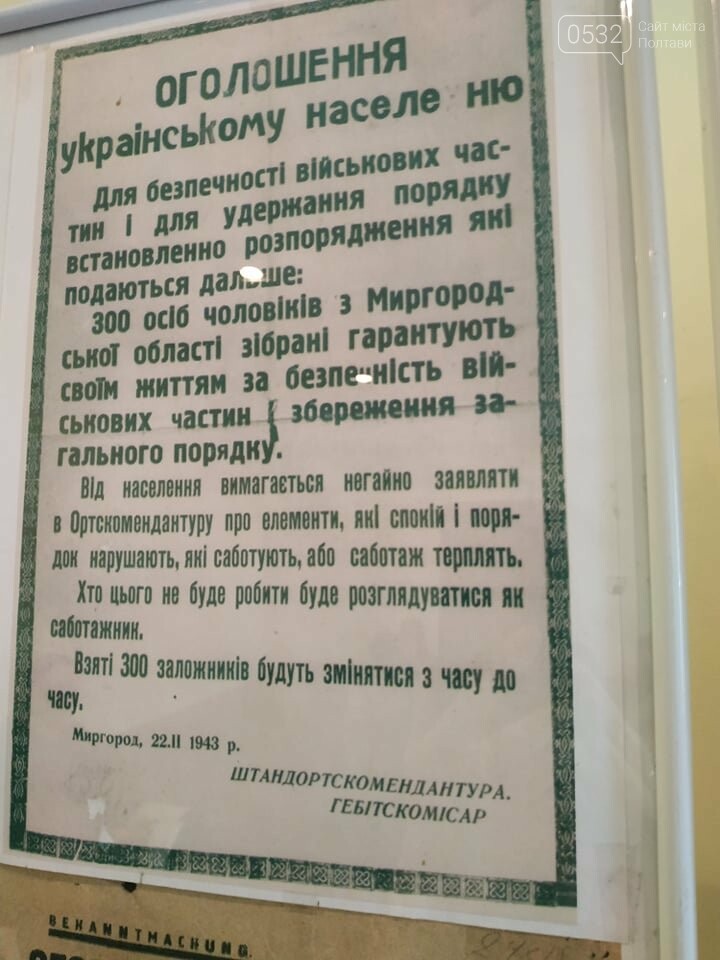 0532
Сайт міста
Полтави
ОГОЛОШЕННЯ
українському населе ню
Для безпечності військових час-
тин і для удержання порядку
встановленно розпорядження які
подаються дальше:
300 осіб чоловіків з Миргород-
ської области зібрані гарантують
своїм життям за безпечність вій-
ськових частин і збереження за-
гального порядку.
Від населення вимагається негайно заявляти
в Ортскомендантуру про елементи, які спокій і поря-
док нарушають, які саботують, або саботаж терплять.
Хто цього не буде робити буде розглядуватися як
саботажник.
Взяті 300 заложників будуть змінятися з часу до
часу.
Миргород, 22.II 1943 р.
ШТАНДОРТСКОМЕНДАНТУРА.
ГЕБІТСКОМІСАР
BEKANNTMACHUNG.